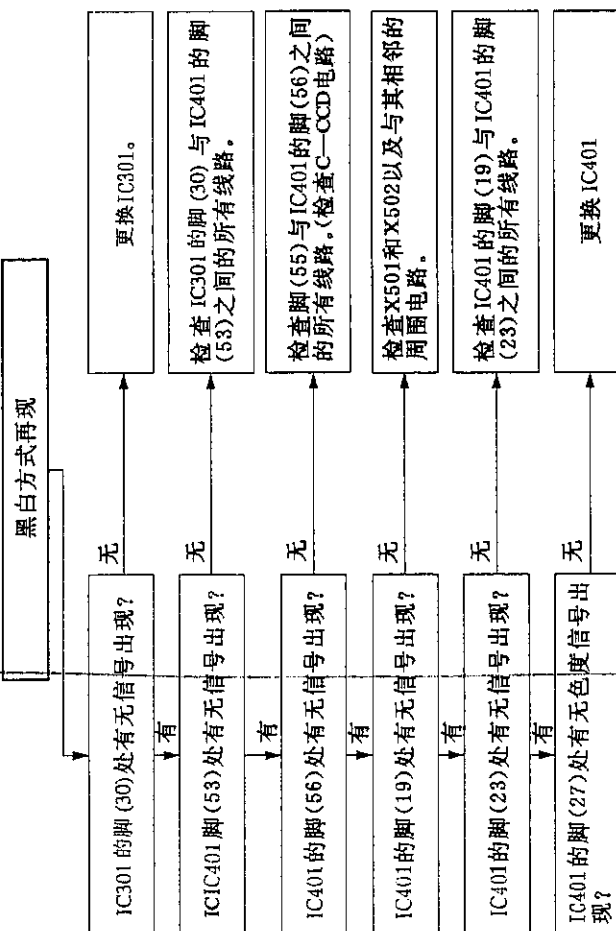 黑白方式再现
IC301的脚(30)处有无信号出现?
无
更换IC301。
有
ICIC401脚(53)处有无信号出现?
无
检查IC301的脚(30)与IC401的脚
(53)之间的所有线路。
有
IC401的脚(56)处有无信号出现?
无
检查脚(55)与IC401的脚(56)之间
的所有线路。(检查C—CCD电路)
有
IC401的脚(19)处有无信号出现?
无
检查X501和X502以及与其相邻的
周围电路。
有
IC401的脚(23)处有无信号出现?
无
检查IC401的脚(19)与IC401的脚
(23)之间的所有线路。
有
IC401的脚(27)处有无色度信号出
现?
无
更换IC401